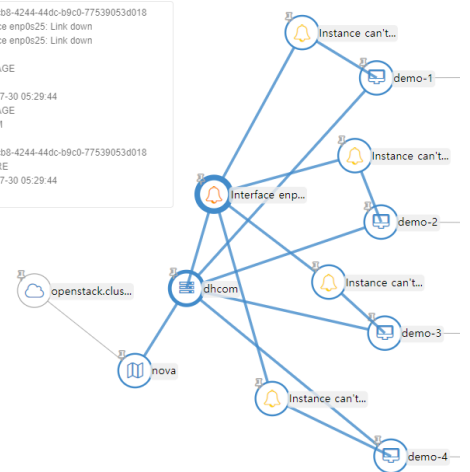 cb8-4244-44dc-b9c0-77539053d018
ce enp0s25: Link down
ce enp0s25: Link down
AGE
7-30 05:29:44
AGE
M
cb8-4244-44dc-b9c0-77539053d018
RE
7-30 05:29:44
Instance can't...
demo-1
Instance can't...
Interface enp...
demo-2
Instance can't...
dhcom
openstack.clus...
demo-3
nova
Instance can't...
demo-4